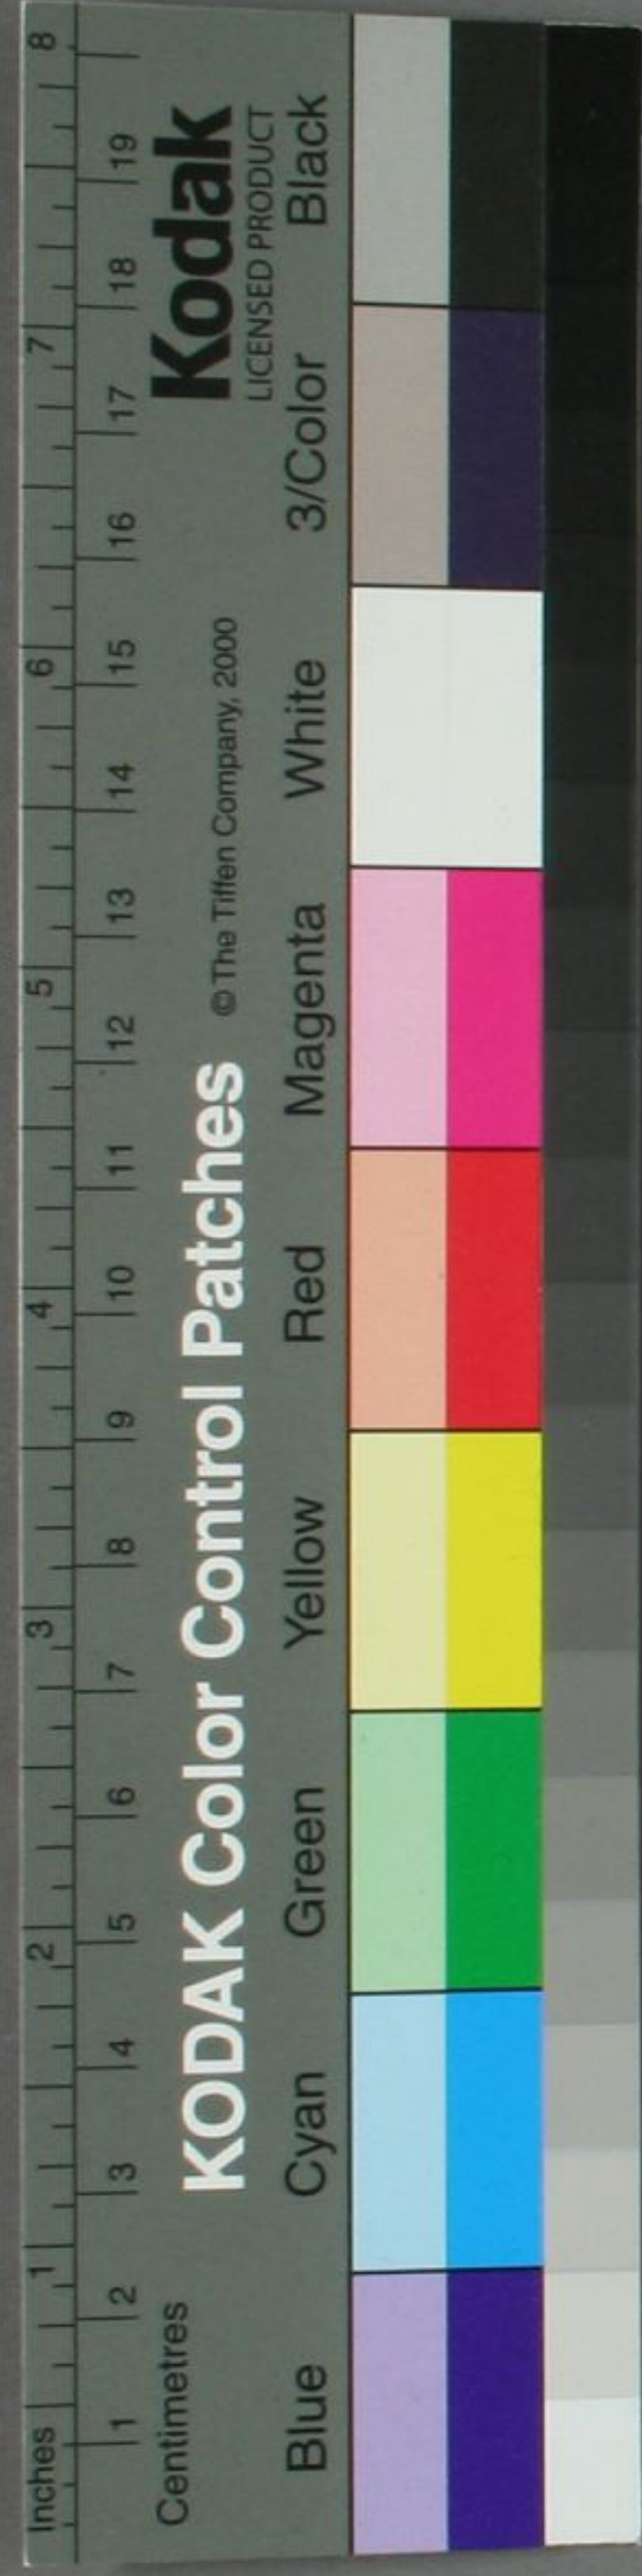 Inches 1 2 3 4 5 6 7 8
Centimetres 1 2 3 4 5 6 7 8 9 10 11 12 13 14 15 16 17 18 19
KODAK Color Control Patches © The Tiffen Company, 2000 Kodak
LICENSED PRODUCT
Blue Cyan Green Yellow Red Magenta White 3/Color Black